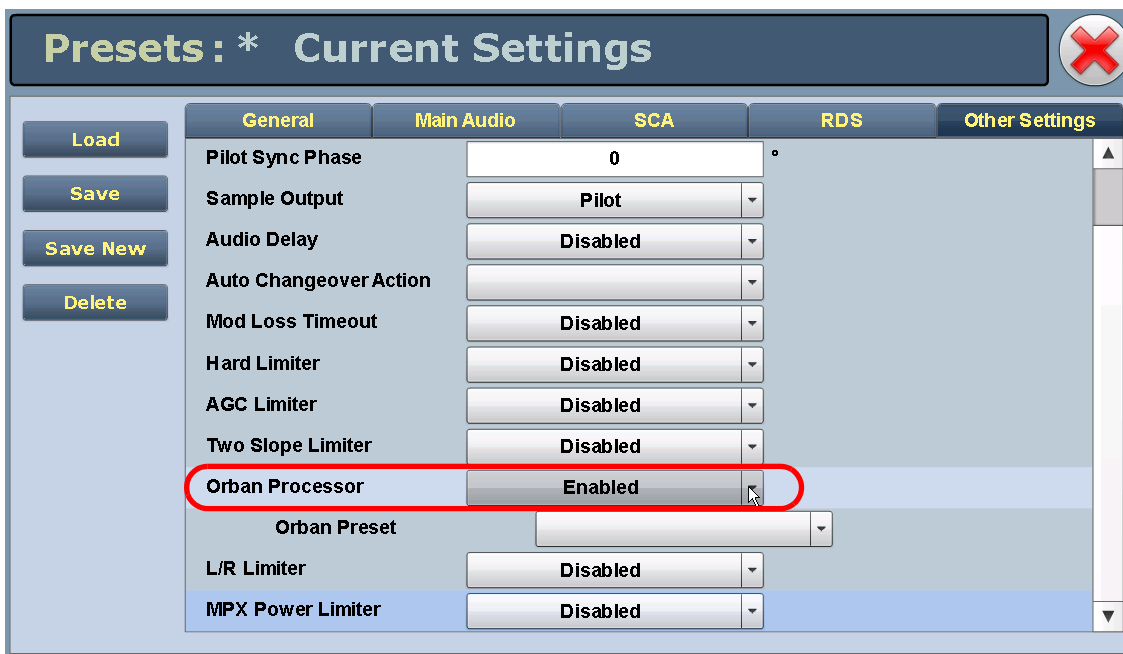 Presets: * Current Settings
General Main Audio SCA RDS Other Settings
Load
Save
Save New
Delete
Pilot Sync Phase 0 °
Sample Output Pilot
Audio Delay Disabled
Auto Changeover Action
Mod Loss Timeout Disabled
Hard Limiter Disabled
AGC Limiter Disabled
Two Slope Limiter Disabled
Orban Processor Enabled
Orban Preset
L/R Limiter Disabled
MPX Power Limiter Disabled